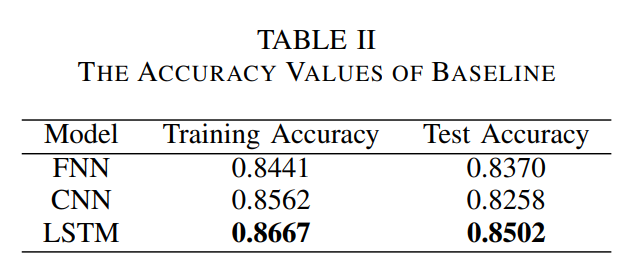 TABLE II
THE ACCURACY VALUES OF BASELINE
Model Training Accuracy Test Accuracy
FNN 0.8441 0.8370
CNN 0.8562 0.8258
LSTM 0.8667 0.8502